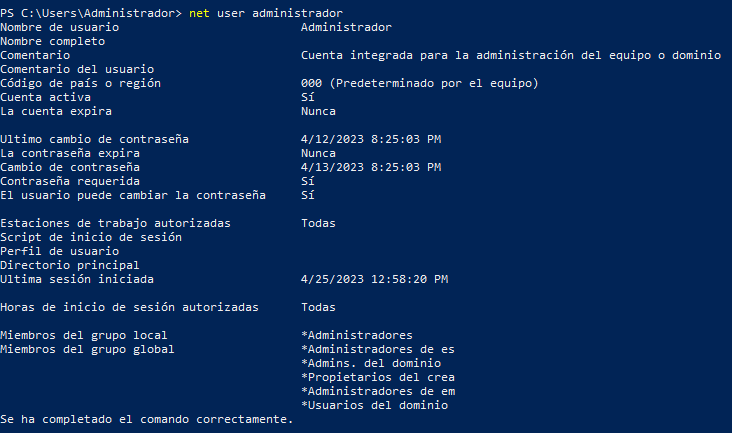 PS C:\Users\Administrador> net user administrador
Nombre de usuario Administrador
Nombre completo
Comentario Cuenta integrada para la administración del equipo o dominio
Comentario del usuario
Código de país o región 000 (Predeterminado por el equipo)
Cuenta activa Sí
La cuenta expira Nunca
Ultimo cambio de contraseña 4/12/2023 8:25:03 PM
La contraseña expira Nunca
Cambio de contraseña 4/13/2023 8:25:03 PM
Contraseña requerida Sí
El usuario puede cambiar la contraseña Sí
Estaciones de trabajo autorizadas Todas
Script de inicio de sesión
Perfil de usuario
Directorio principal
Ultima sesión iniciada 4/25/2023 12:58:20 PM
Horas de inicio de sesión autorizadas Todas
Miembros del grupo local *Administradores
Miembros del grupo global *Administradores de es
*Admins. del dominio
*Propietarios del crea
*Administradores de em
*Usuarios del dominio
Se ha completado el comando correctamente.